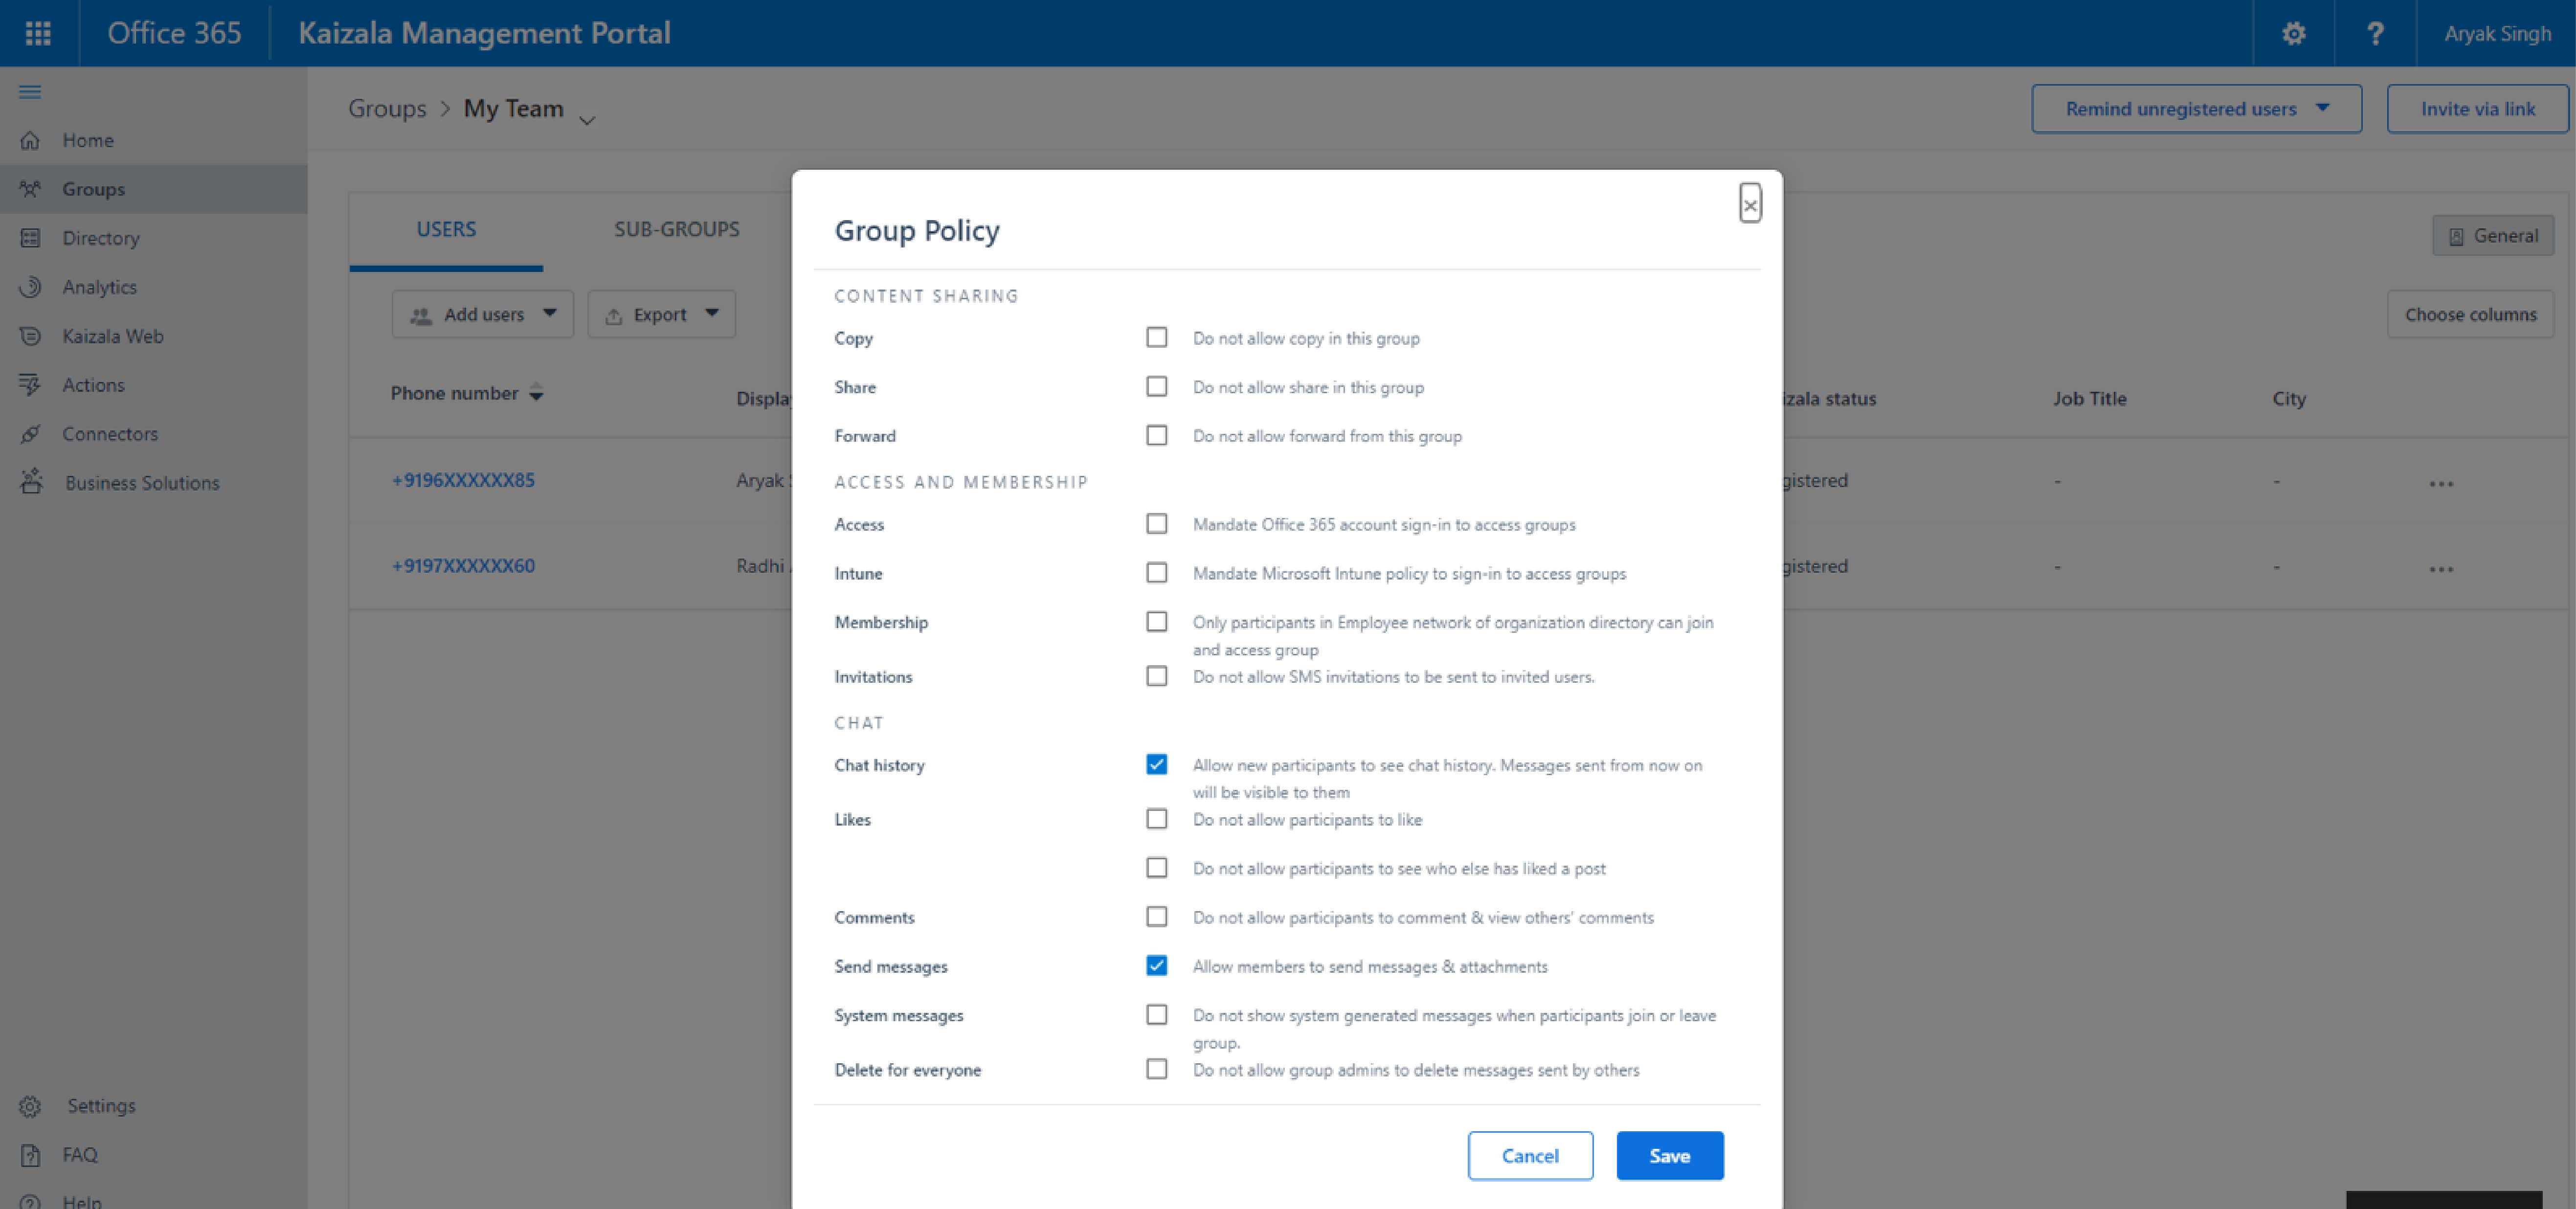 Office 365
Kaizala Management Portal
?
Aryak Singh
Home
Groups
Directory
Analytics
Kaizala Web
Actions
Connectors
Business Solutions
Settings
FAQ
Help
Groups > My Team
Remind unregistered users
Invite via link
USERS
SUB-GROUPS
General
Add users
Export
Choose columns
Phone number
Displa
zala status
Job Title
City
+9196XXXXXX85
Aryak
gistered
-
-
...
+9197XXXXXX60
Radhi
gistered
-
-
...
Group Policy
CONTENT SHARING
Copy
Do not allow copy in this group
Share
Do not allow share in this group
Forward
Do not allow forward from this group
ACCESS AND MEMBERSHIP
Access
Mandate Office 365 account sign-in to access groups
Intune
Mandate Microsoft Intune policy to sign-in to access groups
Membership
Only participants in Employee network of organization directory can join
and access group
Invitations
Do not allow SMS invitations to be sent to invited users.
CHAT
Chat history
Allow new participants to see chat history. Messages sent from now on
will be visible to them
Likes
Do not allow participants to like
Do not allow participants to see who else has liked a post
Comments
Do not allow participants to comment & view others' comments
Send messages
Allow members to send messages & attachments
System messages
Do not show system generated messages when participants join or leave
group.
Delete for everyone
Do not allow group admins to delete messages sent by others
Cancel
Save